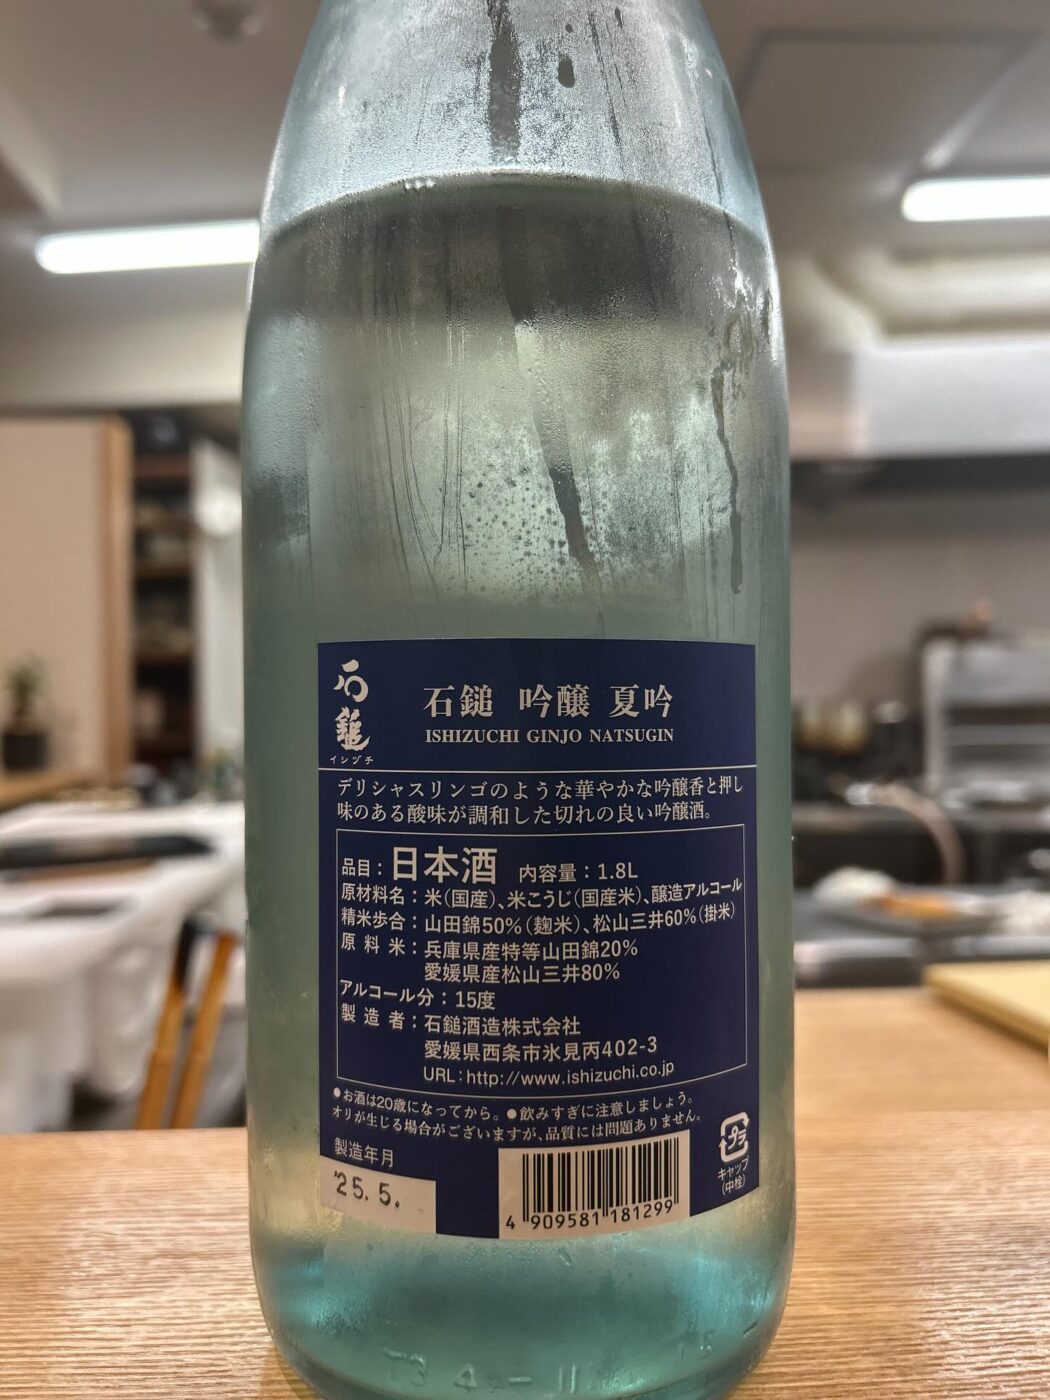 石鎚
イシヅチ
石鎚 吟醸 夏吟
ISHIZUCHI GINJO NATSUGIN
デリシャスリンゴのような華やかな吟醸香と押し
味のある酸味が調和した切れの良い吟醸酒。
品目：日本酒 内容量：1.8L
原材料名：米(国産)、米こうじ(国産米)、醸造アルコール
精米歩合：山田錦50%(麹米)、松山三井60%(掛米)
原料米：兵庫県産特等山田錦20%
愛媛県産松山三井80%
アルコール分：15度
製造者：石鎚酒造株式会社
愛媛県西条市氷見丙402-3
URL：http://www.ishizuchi.co.jp
●お酒は20歳になってから。●飲みすぎに注意しましょう。
オリが生じる場合がございますが、品質には問題ありません。
製造年月
'25.5.
4 909581 181299
キャップ
(中栓)